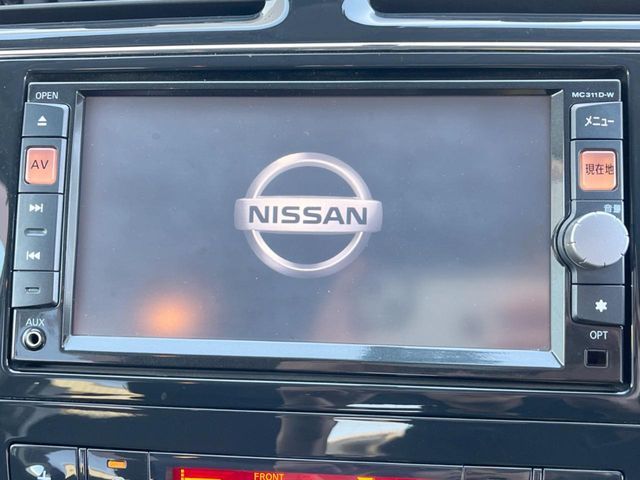 OPEN
MC311D-W
メニュー
AV
現在地
音量
NISSAN
AUX
OPT
FRONT